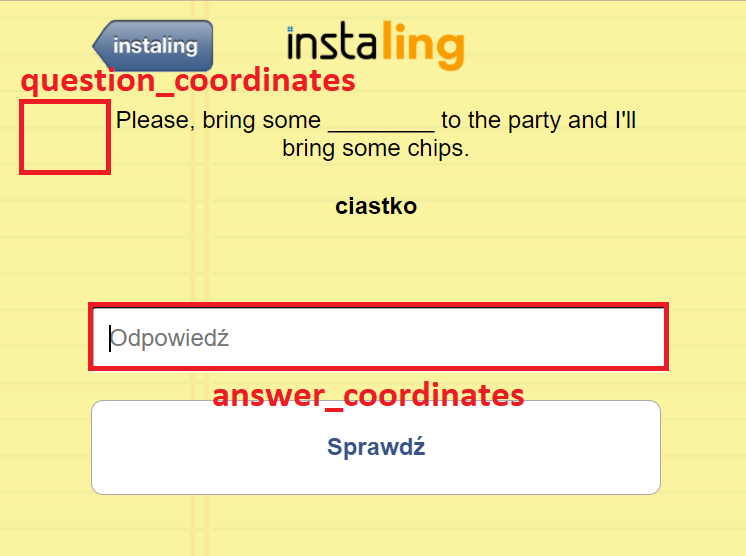 instaling
instaling
question_coordinates
Please, bring some ________ to the party and I'll
bring some chips.
ciastko
Odpowiedź
answer_coordinates
Sprawdź